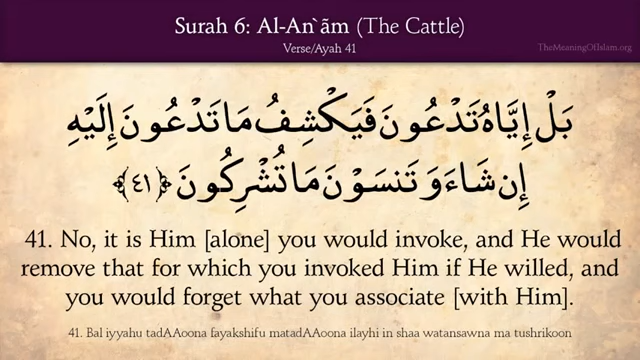 Surah 6: Al-An`ãm (The Cattle)
Verse/Ayah 41
TheMeaningOfIslam.org
بَلْ إِيَّاهُ تَدْعُونَ فَيَكْشِفُ مَا تَدْعُونَ إِلَيْهِ
إِن شَاءَ وَ تَنسَوْنَ مَا تُشْرِكُونَ ﴿٤١﴾
41. No, it is Him [alone] you would invoke, and He would
remove that for which you invoked Him if He willed, and
you would forget what you associate [with Him].
41. Bal iyyahu tadAAoona fayakshifu matadAAoona ilayhi in shaa watansawna ma tushrikoon